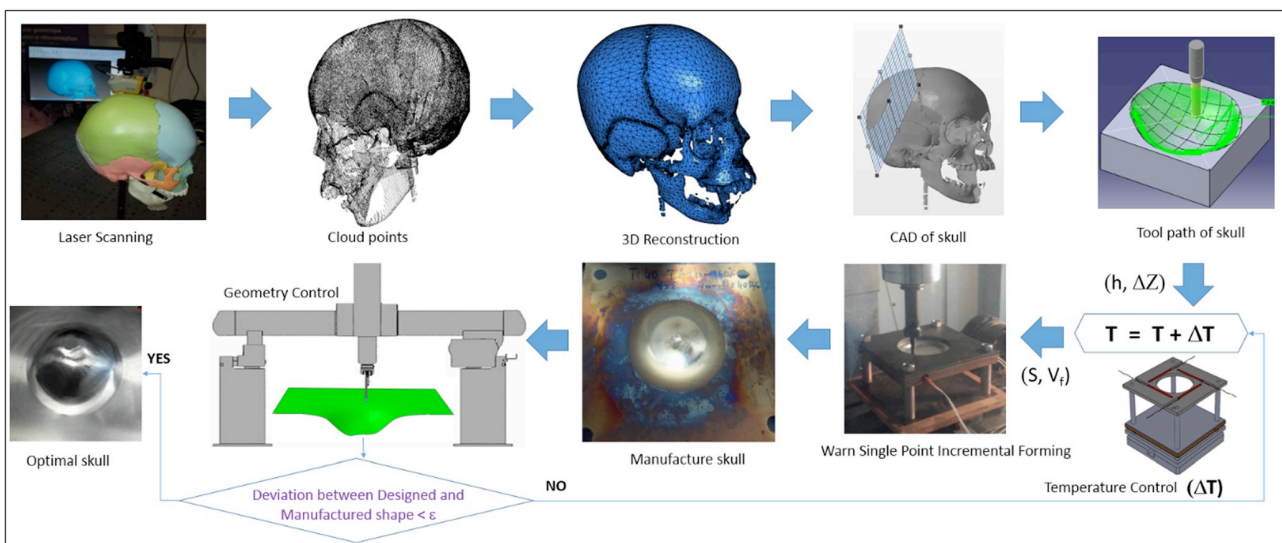 Laser Scanning
Cloud points
3D Reconstruction
CAD of skull
Tool path of skull
(h, ΔZ)
T = T + ΔT
(S, Vf)
Temperature Control (ΔT)
Warn Single Point Incremental Forming
Manufacture skull
Geometry Control
Deviation between Designed and
Manufactured shape < ε
YES
NO
Optimal skull